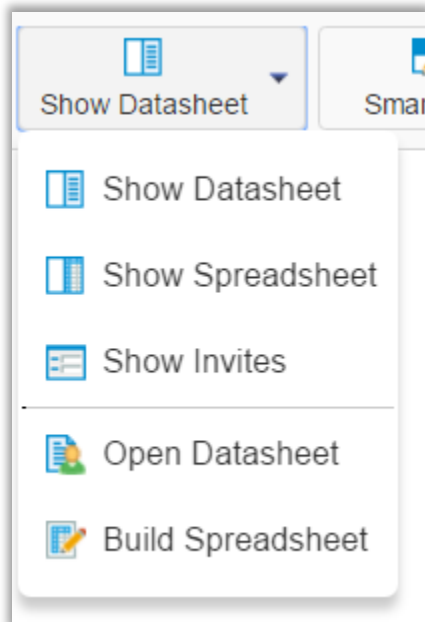 Show Datasheet
Show Datasheet
Show Spreadsheet
Show Invites
Open Datasheet
Build Spreadsheet